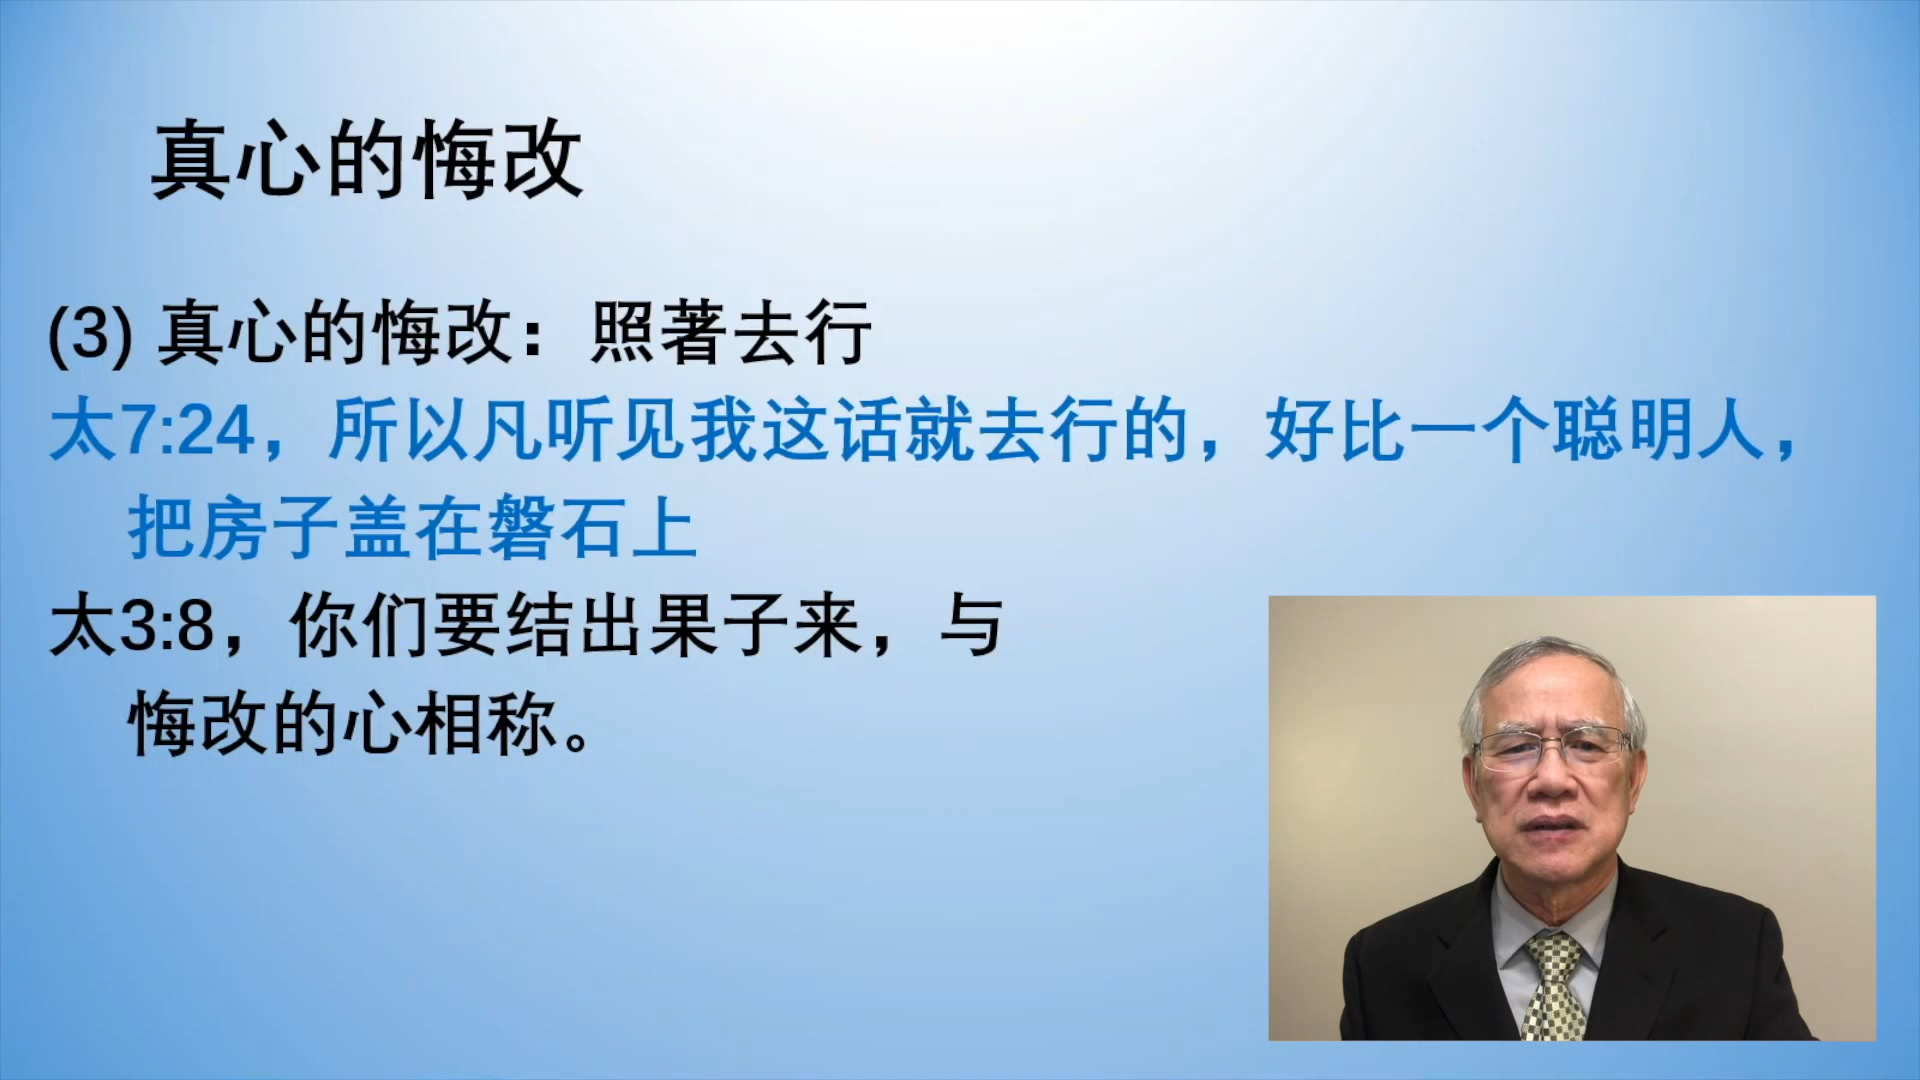 真心的悔改
(3) 真心的悔改：照著去行
太7:24，所以凡听见我这话就去行的，好比一个聪明人，
把房子盖在磐石上
太3:8，你们要结出果子来，与
悔改的心相称。